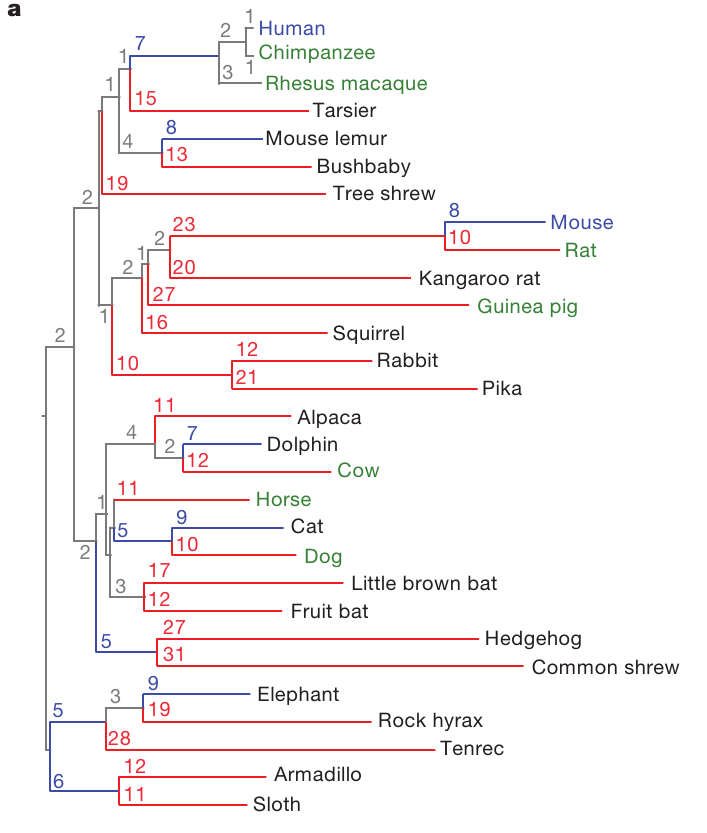 a
1
Human
2
7
Chimpanzee
1
1
3
Rhesus macaque
1
15
Tarsier
8
Mouse lemur
4
13
Bushbaby
19
Tree shrew
2
8
Mouse
23
10
Rat
2
1
20
Kangaroo rat
2
27
Guinea pig
1
16
Squirrel
2
12
Rabbit
10
21
Pika
11
Alpaca
4
7
Dolphin
2
12
Cow
11
Horse
1
9
Cat
5
10
Dog
2
17
Little brown bat
3
12
Fruit bat
27
Hedgehog
5
31
Common shrew
9
Elephant
3
5
19
Rock hyrax
28
Tenrec
12
Armadillo
6
11
Sloth